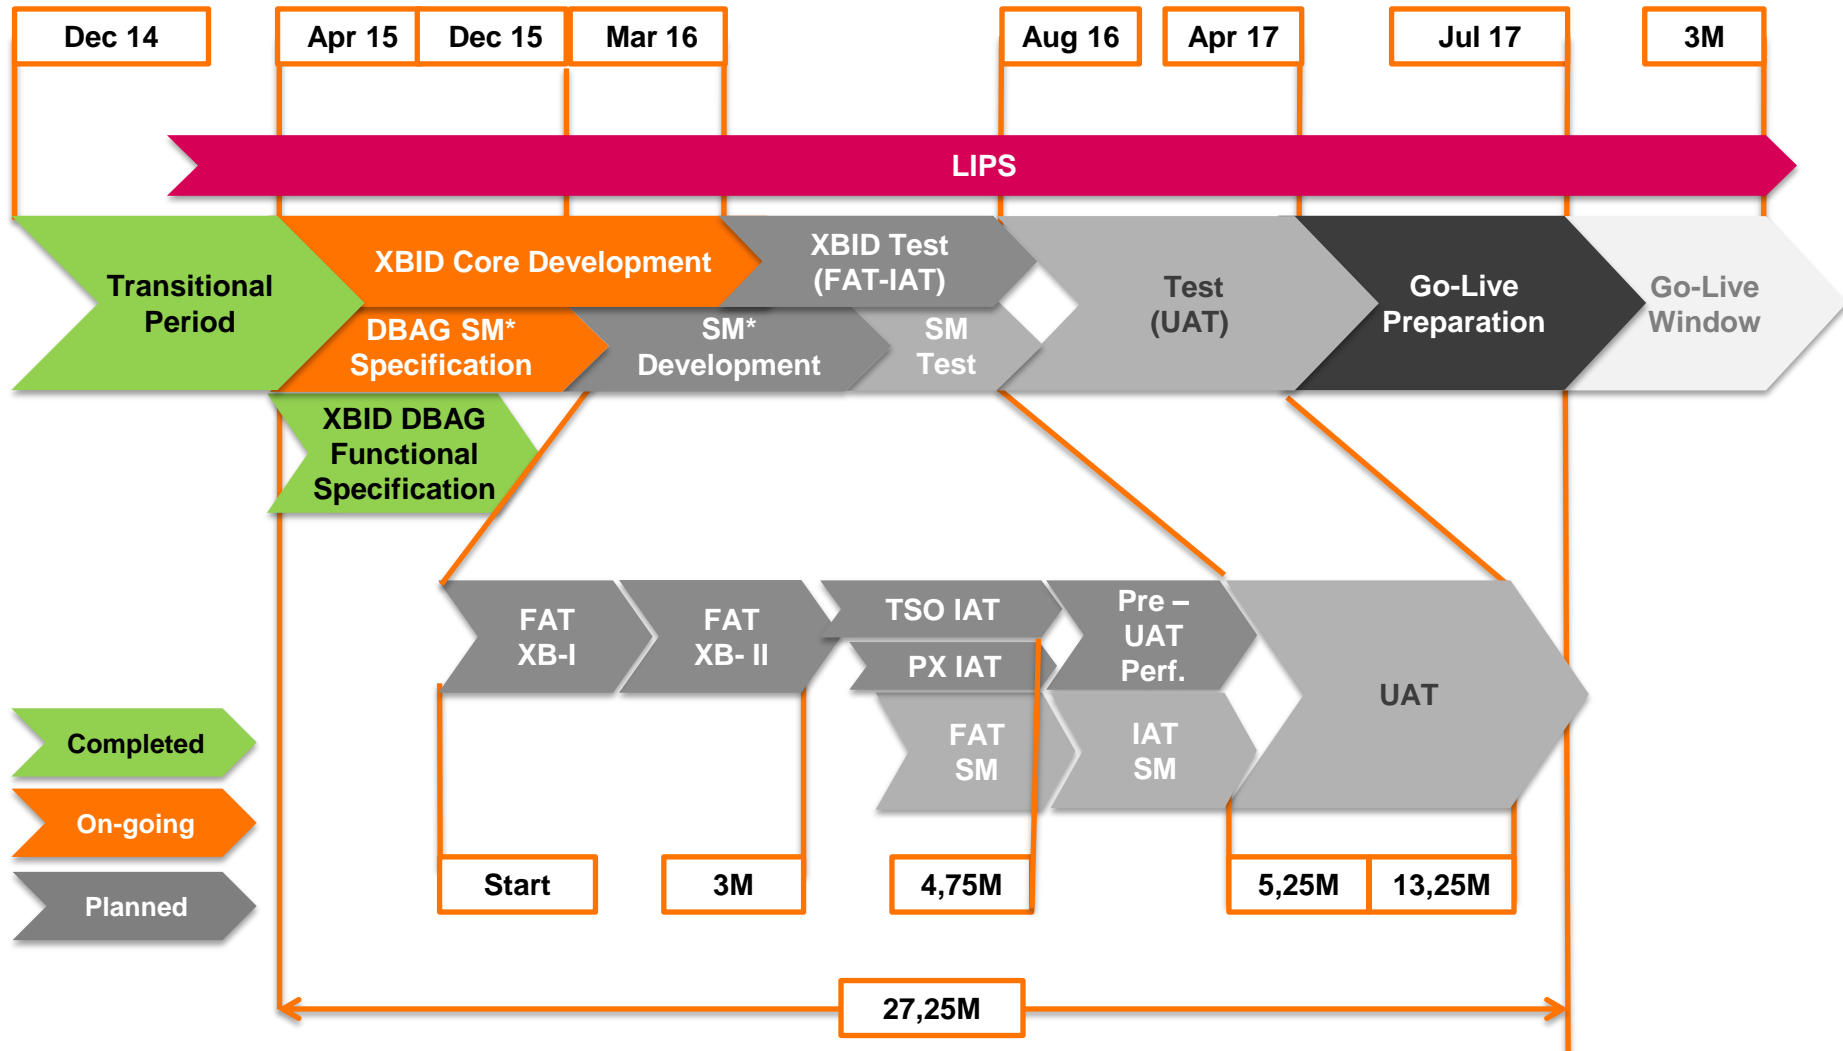 Dec 14
Apr 15
Dec 15
Mar 16
Aug 16
Apr 17
Jul 17
3M
LIPS
Transitional
Period
XBID Core Development
XBID Test
(FAT-IAT)
DBAG SM*
Specification
SM*
Development
SM
Test
Test
(UAT)
Go-Live
Preparation
Go-Live
Window
XBID DBAG
Functional
Specification
FAT
XB-I
FAT
XB- II
TSO IAT
PX IAT
Pre –
UAT
Perf.
FAT
SM
IAT
SM
UAT
Completed
On-going
Planned
Start
3M
4,75M
5,25M
13,25M
27,25M